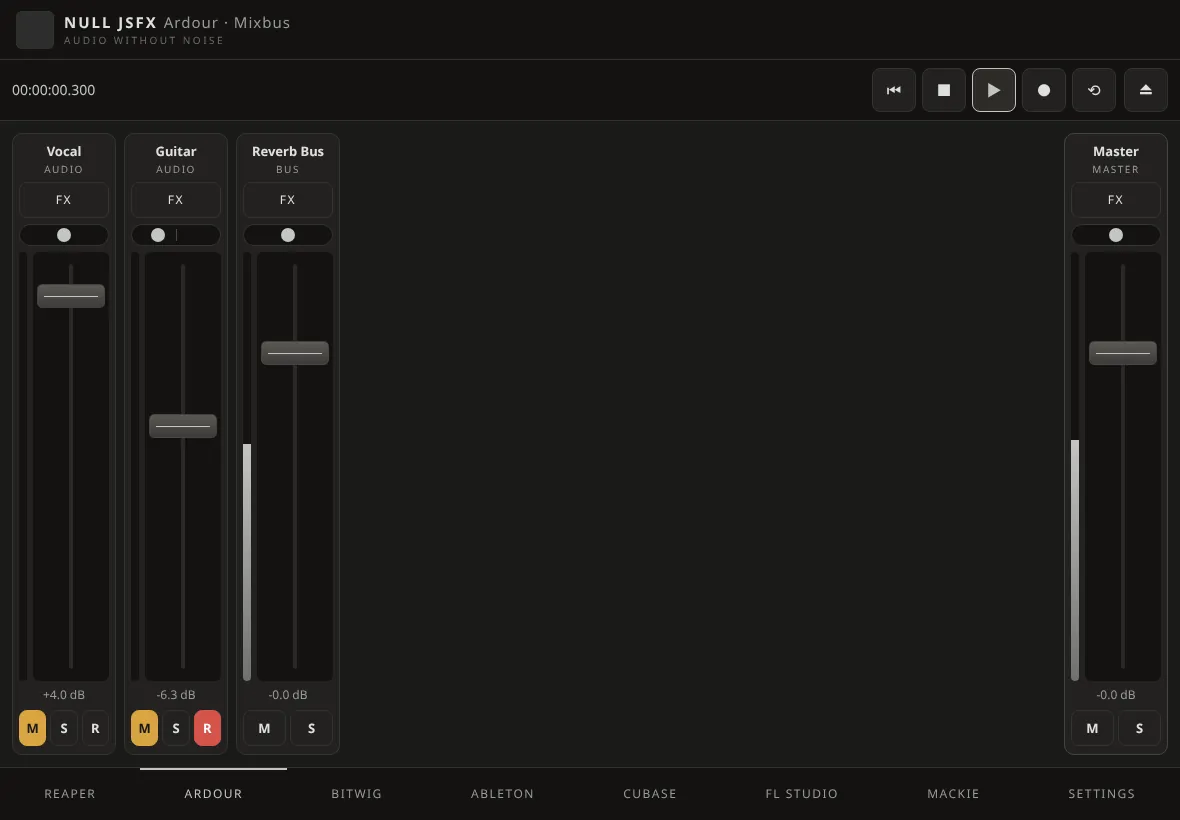 NULL JSFX Ardour · Mixbus
AUDIO WITHOUT NOISE
00:00:00.300
Vocal
AUDIO
FX
+4.0 dB
M S R
Guitar
AUDIO
FX
-6.3 dB
M S R
Reverb Bus
BUS
FX
-0.0 dB
M S
Master
MASTER
FX
-0.0 dB
M S
REAPER ARDOUR BITWIG ABLETON CUBASE FL STUDIO MACKIE SETTINGS